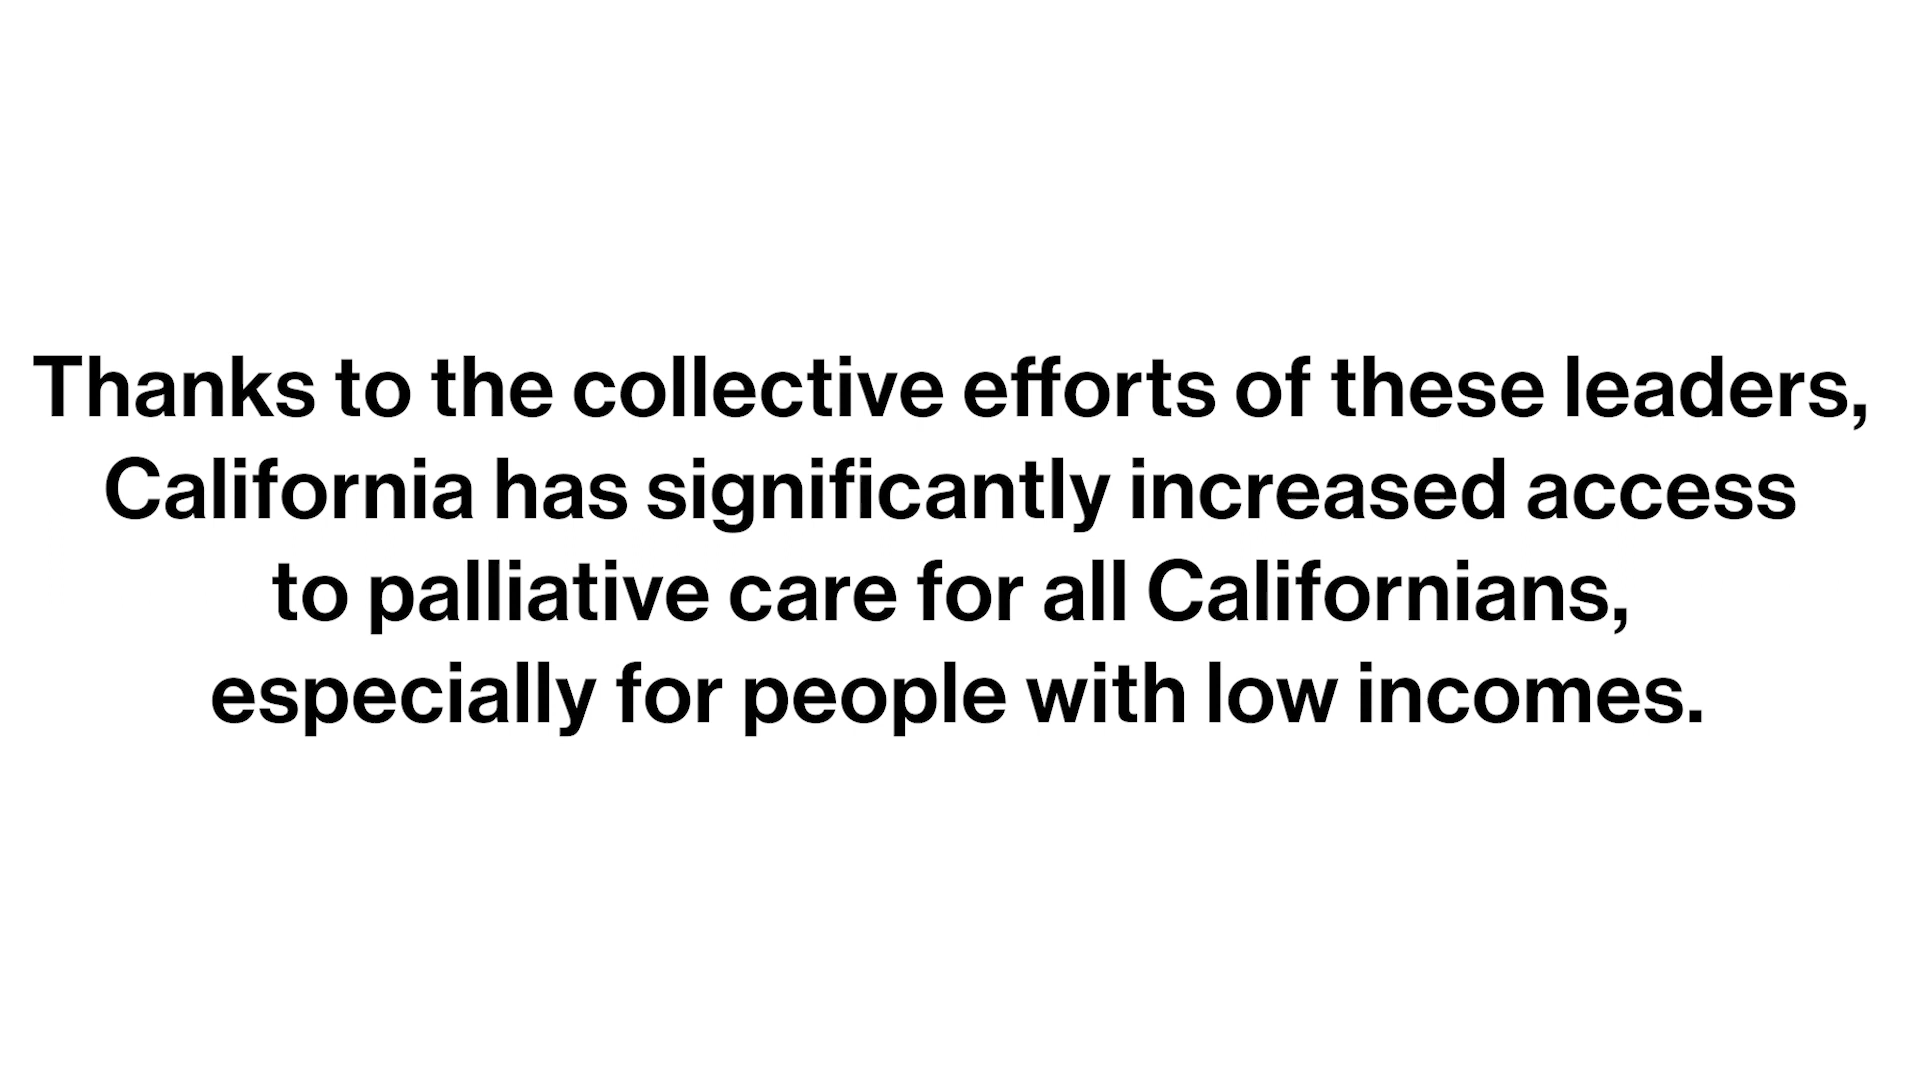 Thanks to the collective efforts of these leaders,
California has significantly increased access
to palliative care for all Californians,
especially for people with low incomes.